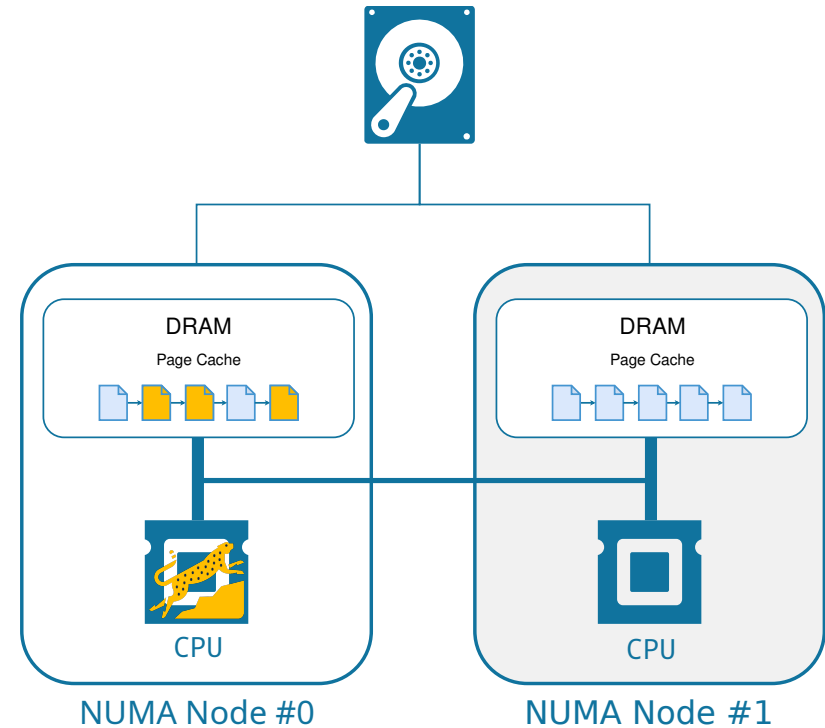 DRAM
Page Cache
CPU
NUMA Node #0
DRAM
Page Cache
CPU
NUMA Node #1